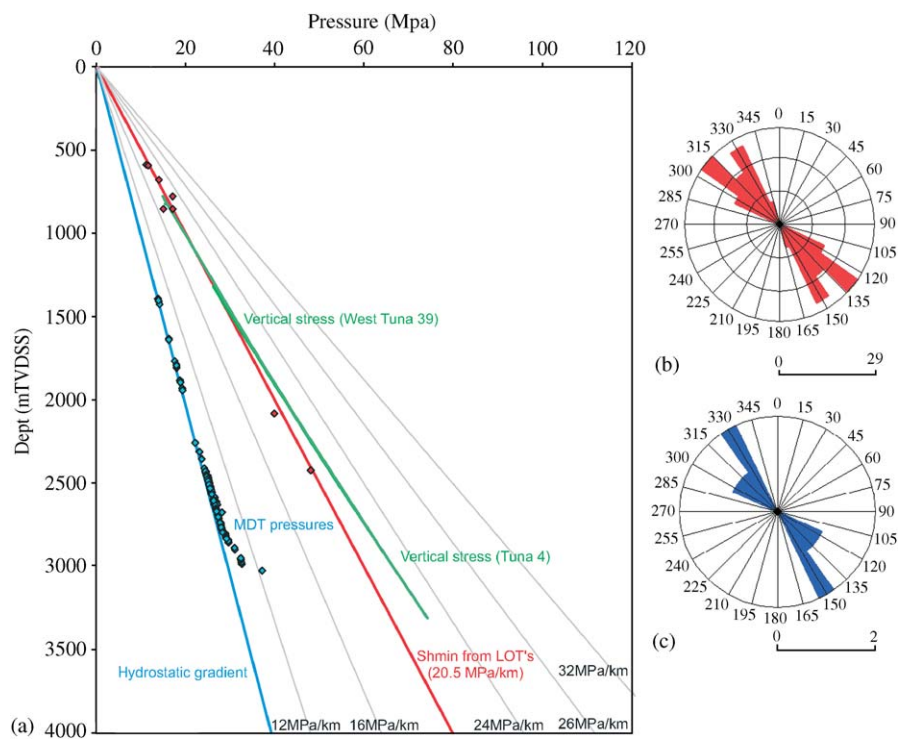 Pressure (Mpa)
0 20 40 60 80 100 120
0
500
1000
1500
2000
2500
3000
3500
4000
Dept (mTVDSS)
Vertical stress (West Tuna 39)
MDT pressures
Vertical stress (Tuna 4)
Hydrostatic gradient
Shmin from LOT's
(20.5 MPa/km)
32MPa/km
12MPa/km 16MPa/km 24MPa/km 26MPa/km
(a)
0 15 30 45 60 75 90 105 120 135 150 165 180 195 210 225 240 255 270 285 300 315 330 345
(b)
0 29
0 15 30 45 60 75 90 105 120 135 150 165 180 195 210 225 240 255 270 285 300 315 330 345
(c)
0 2